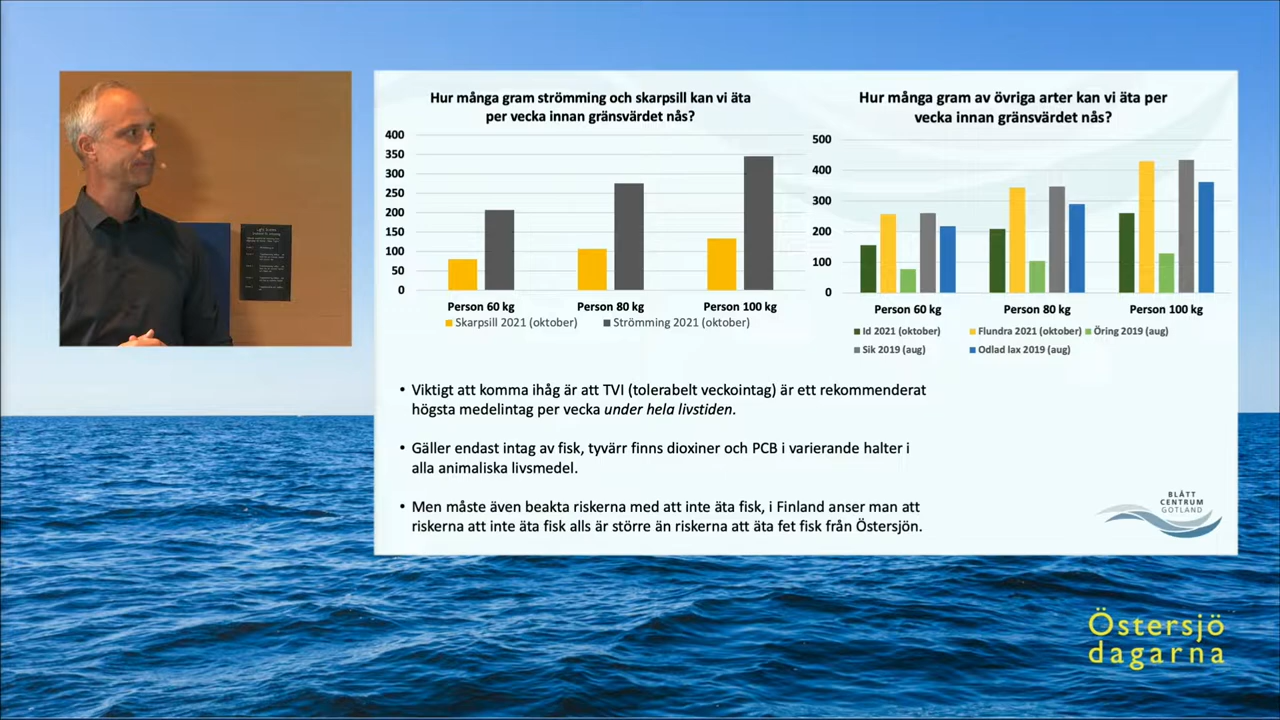 Hur många gram strömming och skarpsill kan vi äta
per vecka innan gränsvärdet nås?
400
350
300
250
200
150
100
50
0
Person 60 kg
Person 80 kg
Person 100 kg
Skarpsill 2021 (oktober)
Strömming 2021 (oktober)
Hur många gram av övriga arter kan vi äta per
vecka innan gränsvärdet nås?
500
400
300
200
100
0
Person 60 kg
Person 80 kg
Person 100 kg
Id 2021 (oktober)
Flundra 2021 (oktober)
Öring 2019 (aug)
Sik 2019 (aug)
Odlad lax 2019 (aug)
• Viktigt att komma ihåg är att TVI (tolerabelt veckointag) är ett rekommenderat
högsta medelintag per vecka under hela livstiden.
• Gäller endast intag av fisk, tyvärr finns dioxiner och PCB i varierande halter i
alla animaliska livsmedel.
• Men måste även beakta riskerna med att inte äta fisk, i Finland anser man att
riskerna att inte äta fisk alls är större än riskerna att äta fet fisk från Östersjön.
BLÅTT
CENTRUM
GOTLAND
Östersjö
dagarna